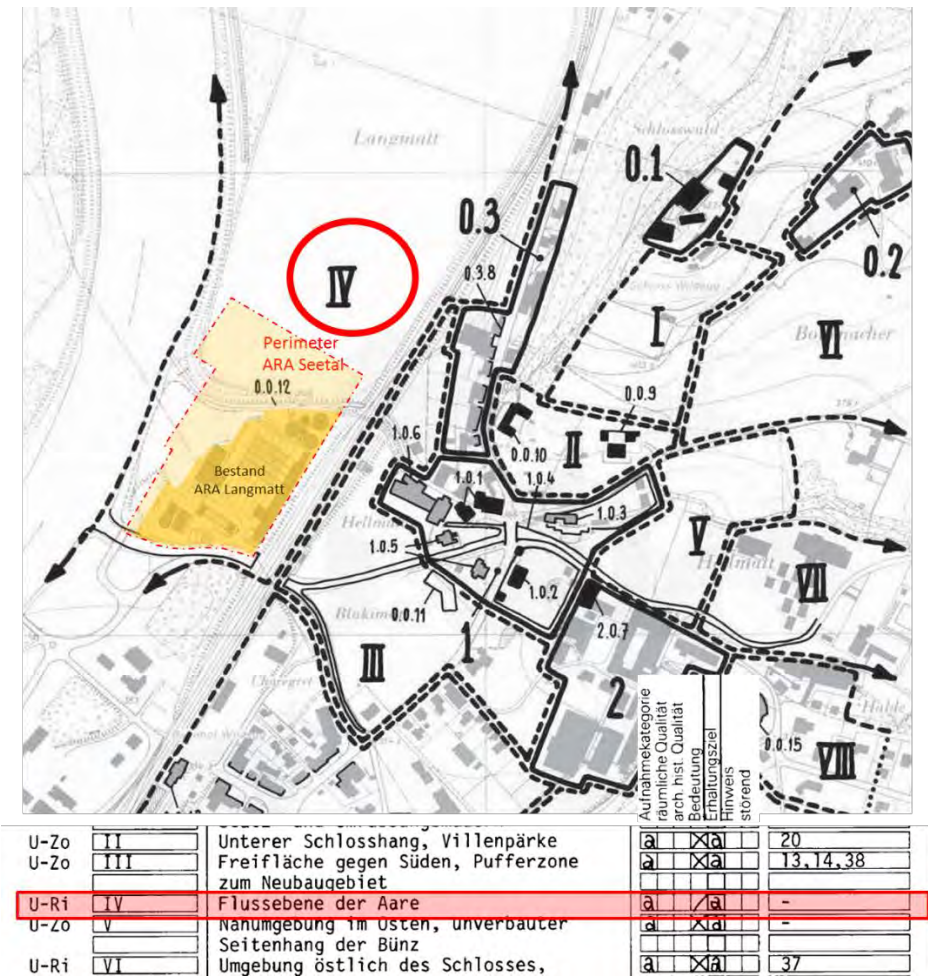 Langmatt
Schlosswald
0.1
0.3
0.2
0.3.8
IV
Schloss Wildegg
I
VI
Perimeter
ARA Seetal
0.0.12
0.0.9
0.0.10
II
1.0.6
1.0.1
1.0.4
Bestand
ARA Langmatt
1.0.3
1.0.5
V
VII
1.0.2
0.0.11
2.0.7
III
1
2
Halde
0.0.15
VIII
Aufnahmekategorie
räumliche Qualität
arch. hist. Qualität
Bedeutung
Erhaltungsziel
Hinweis
störend
U-Zo II Unterer Schlosshang, Villenpärke a X a 20
U-Zo III Freifläche gegen Süden, Pufferzone a X a 13,14,38
zum Neubaugebiet
U-Ri IV Flussebene der Aare a / a -
U-Zo V Nahumgebung im Osten, unverbauter a X a -
Seitenhang der Bünz
U-Ri VI Umgebung östlich des Schlosses, a X a 37